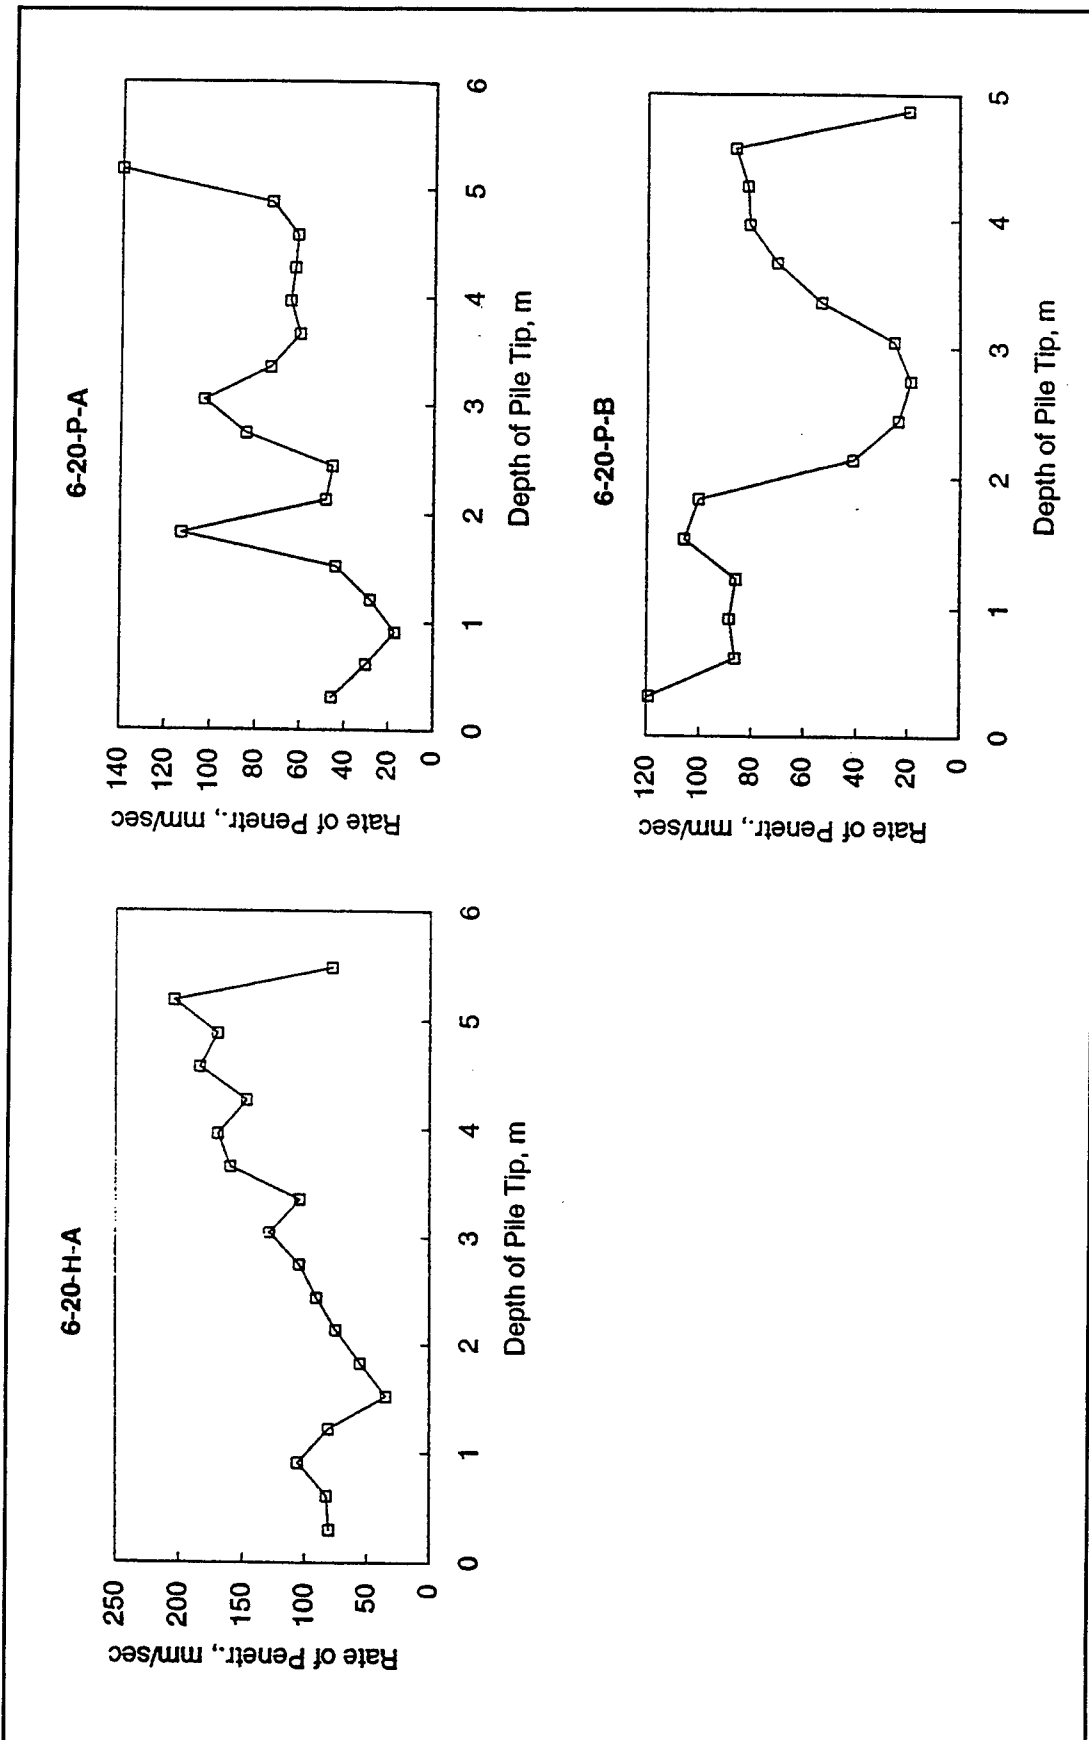 6-20-H-A
Rate of Penetr., mm/sec
250
200
150
100
50
0
0 1 2 3 4 5 6
Depth of Pile Tip, m
6-20-P-A
Rate of Penetr., mm/sec
140
120
100
80
60
40
20
0
0 1 2 3 4 5 6
Depth of Pile Tip, m
6-20-P-B
Rate of Penetr., mm/sec
120
100
80
60
40
20
0
0 1 2 3 4 5
Depth of Pile Tip, m